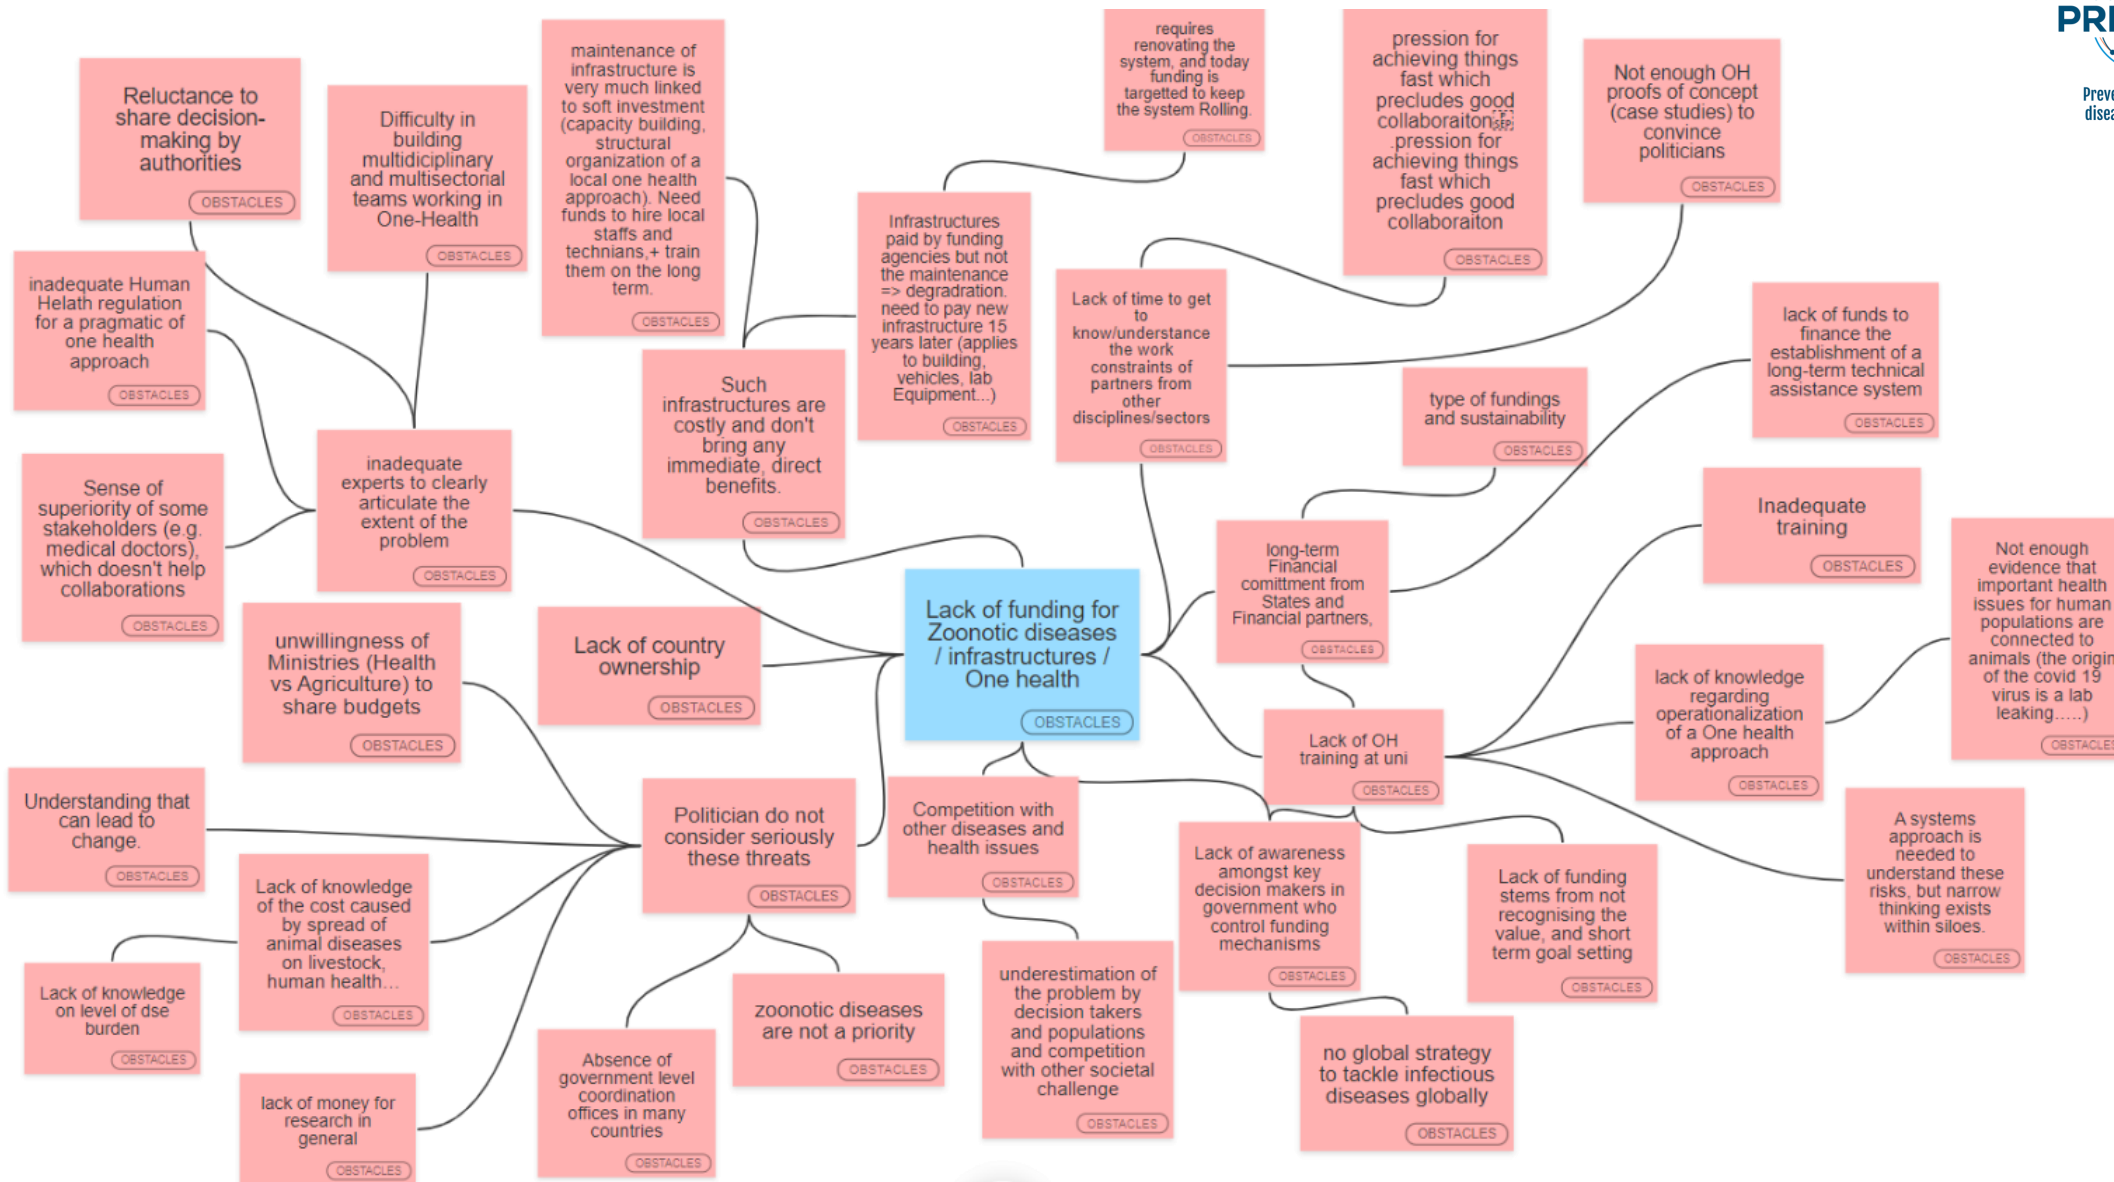 PRE
Preve
disea
requires
renovating the
system, and today
funding is
targetted to keep
the system Rolling.
OBSTACLES
pression for
achieving things
fast which
precludes good
collaboraiton
.pression for
achieving things
fast which
precludes good
collaboraiton
OBSTACLES
Not enough OH
proofs of concept
(case studies) to
convince
politicians
OBSTACLES
maintenance of
infrastructure is
very much linked
to soft investment
(capacity building,
structural
organization of a
local one health
approach). Need
funds to hire local
staffs and
technians,+ train
them on the long
term.
OBSTACLES
Reluctance to
share decision-
making by
authorities
OBSTACLES
Difficulty in
building
multidiciplinary
and multisectorial
teams working in
One-Health
OBSTACLES
Infrastructures
paid by funding
agencies but not
the maintenance
=> degradration.
need to pay new
infrastructure 15
years later (applies
to building,
vehicles, lab
Equipment...)
OBSTACLES
inadequate Human
Helath regulation
for a pragmatic of
one health
approach
OBSTACLES
Lack of time to get
to
know/understance
the work
constraints of
partners from
other
disciplines/sectors
OBSTACLES
lack of funds to
finance the
establishment of a
long-term technical
assistance system
OBSTACLES
Such
infrastructures are
costly and don't
bring any
immediate, direct
benefits.
OBSTACLES
type of fundings
and sustainability
OBSTACLES
inadequate
experts to clearly
articulate the
extent of the
problem
OBSTACLES
Sense of
superiority of some
stakeholders (e.g.
medical doctors),
which doesn't help
collaborations
OBSTACLES
Inadequate
training
OBSTACLES
long-term
Financial
comittment from
States and
Financial partners,
OBSTACLES
Not enough
evidence that
important health
issues for human
populations are
connected to
animals (the origin
of the covid 19
virus is a lab
leaking.....)
OBSTACLES
Lack of funding for
Zoonotic diseases
/ infrastructures /
One health
OBSTACLES
unwillingness of
Ministries (Health
vs Agriculture) to
share budgets
OBSTACLES
Lack of country
ownership
OBSTACLES
lack of knowledge
regarding
operationalization
of a One health
approach
OBSTACLES
Lack of OH
training at uni
OBSTACLES
Understanding that
can lead to
change.
OBSTACLES
Politician do not
consider seriously
these threats
OBSTACLES
Competition with
other diseases and
health issues
OBSTACLES
A systems
approach is
needed to
understand these
risks, but narrow
thinking exists
within siloes.
OBSTACLES
Lack of awareness
amongst key
decision makers in
government who
control funding
mechanisms
OBSTACLES
Lack of funding
stems from not
recognising the
value, and short
term goal setting
OBSTACLES
Lack of knowledge
of the cost caused
by spread of
animal diseases
on livestock,
human health...
OBSTACLES
Lack of knowledge
on level of dse
burden
OBSTACLES
zoonotic diseases
are not a priority
OBSTACLES
underestimation of
the problem by
decision takers
and populations
and competition
with other societal
challenge
OBSTACLES
Absence of
government level
coordination
offices in many
countries
OBSTACLES
no global strategy
to tackle infectious
diseases globally
OBSTACLES
lack of money for
research in
general
OBSTACLES